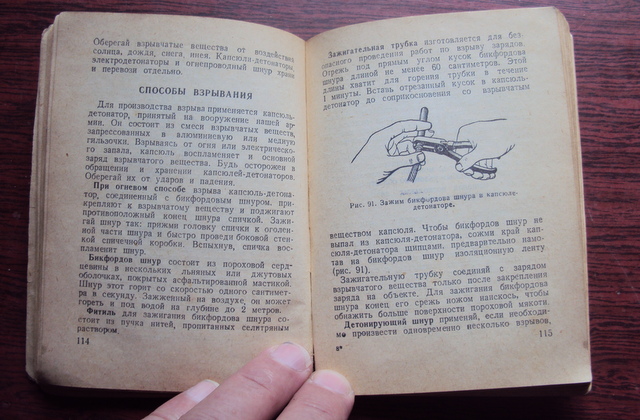 Оберегай взрывчатые вещества от воздействия
солнца, дождя, снега, инея. Капсюли-детонаторы,
электродетонаторы и огнепроводный шнур храни
и перевози отдельно.
СПОСОБЫ ВЗРЫВАНИЯ
Для производства взрыва применяется капсюль-
детонатор, принятый на вооружение нашей ар-
мии. Он состоит из смеси взрывчатых веществ,
запрессованных в алюминиевую или медную
гильзочки. Взрываясь от огня или электрическо-
го запала, капсюль воспламеняет и основной
заряд взрывчатого вещества. Будь осторожен в
обращении и хранении капсюлей-детонаторов.
Оберегай их от ударов и падения.
При огневом способе взрыва капсюль-детона-
тор, соединенный с бикфордовым шнуром, при-
крепляют к взрывчатому веществу и поджигают
противоположный конец шнура спичкой. Зажи-
гай шнур так: прижми головку спички к оголен-
ной части шнура и быстро проведи боковой стен-
кой спичечной коробки. Вспыхнув, спичка вос-
пламенит шнур.
Бикфордов шнур состоит из пороховой серд-
цевины в нескольких льняных или джутовых
оболочках, покрытых асфальтированной мастикой.
Шнур этот горит со скоростью одного сантимет-
ра в секунду. Зажженный на воздухе, он может
гореть и под водой на глубине до 2 метров.
Фитиль для зажигания бикфордова шнура со-
стоит из пучка нитей, пропитанных селитряным
раствором.
114
Зажигательная трубка изготовляется для без-
опасного проведения работ по взрыву зарядов.
Отрежь под прямым углом кусок бикфордова
шнура длиной не менее 60 сантиметров. Этой
длины хватит для горения трубки в течение
1 минуты. Вставь отрезанный кусок в капсюль-
детонатор до соприкосновения со взрывчатым
Рис. 91. Зажим бикфордова шнура в капсюле-
детонаторе.
веществом капсюля. Чтобы бикфордов шнур не
выпал из капсюля-детонатора, сожми край кап-
сюля-детонатора щипцами, предварительно намо-
тав на бикфордов шнур изоляционную ленту
(рис. 91).
Зажигательную трубку соединяй с зарядом
взрывчатого вещества только после закрепления
заряда на объекте. Для зажигания бикфордова
шнура конец его срежь ножом наискось, чтобы
обнажить больше поверхности пороховой мякоти.
Детонирующий шнур применяй, если необходи-
мо произвести одновременно несколько взрывов,
8*
115